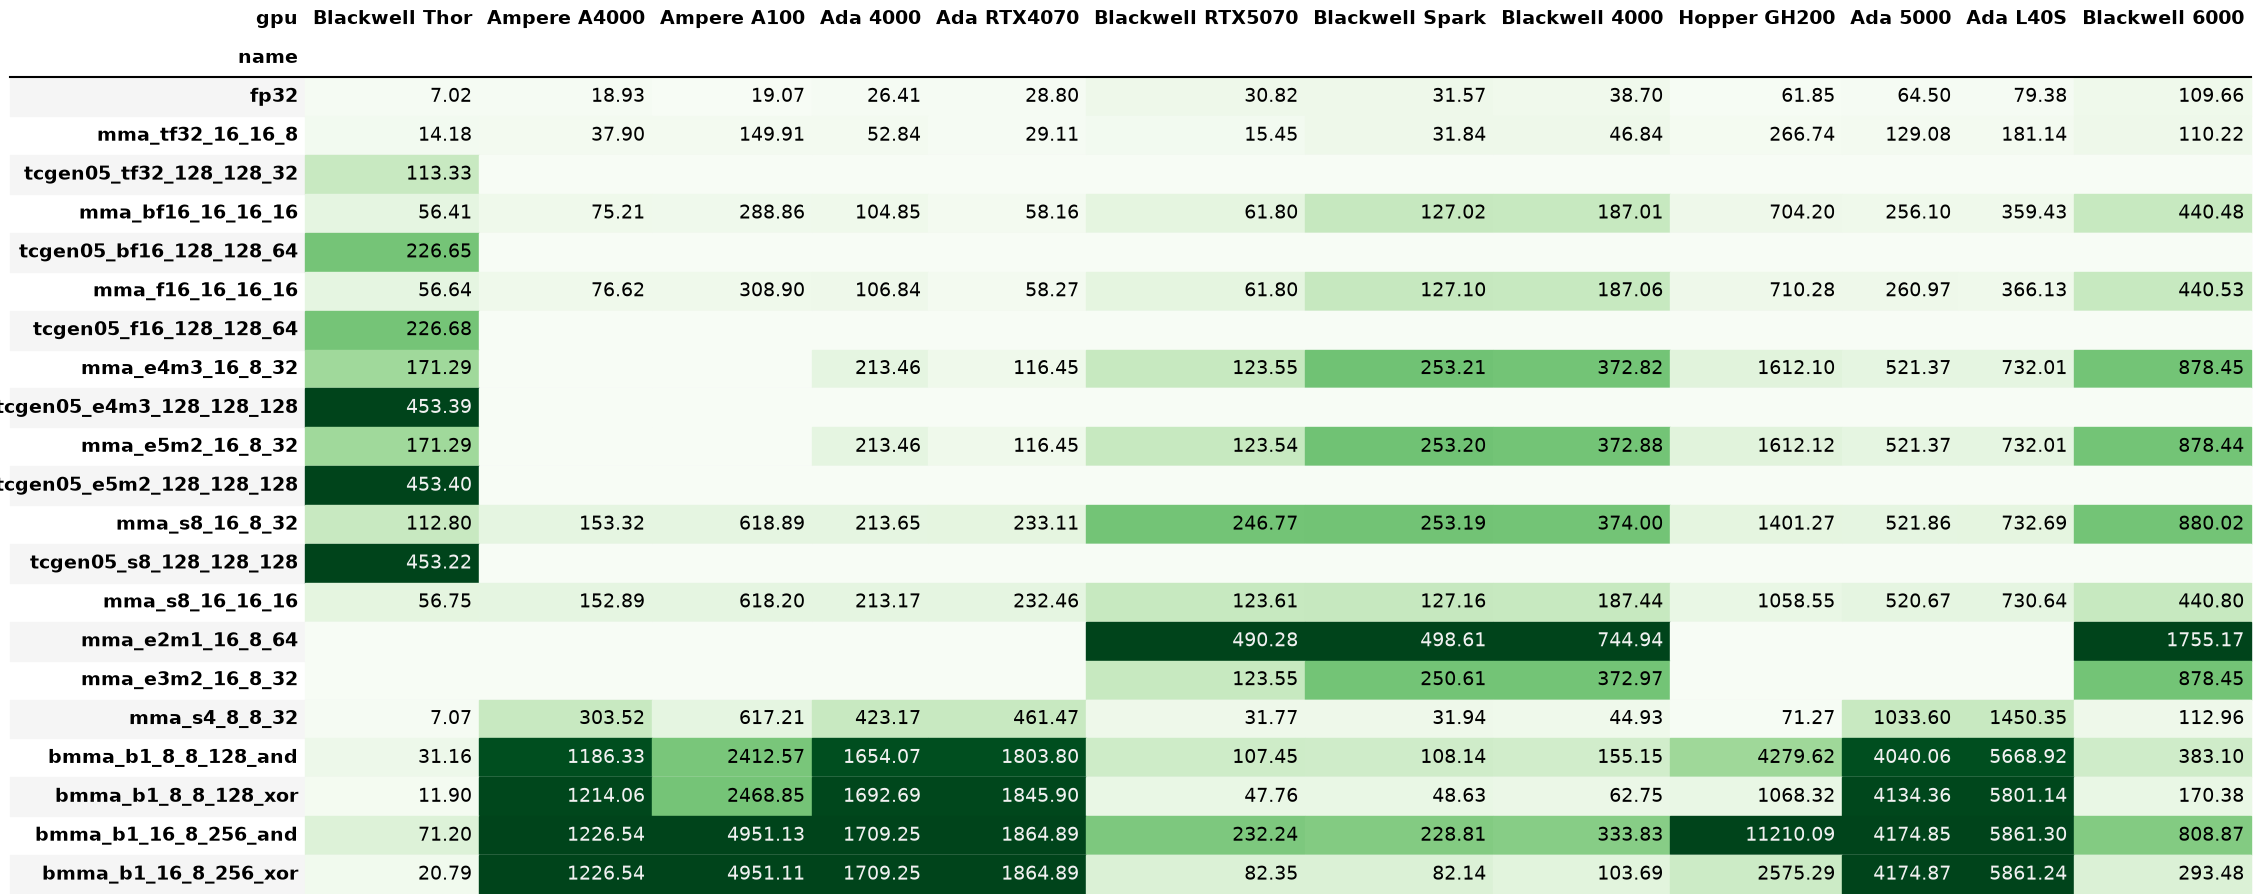 gpu Blackwell Thor Ampere A4000 Ampere A100 Ada 4000 Ada RTX4070 Blackwell RTX5070 Blackwell Spark Blackwell 4000 Hopper GH200 Ada 5000 Ada L40S Blackwell 6000
name
fp32 7.02 18.93 19.07 26.41 28.80 30.82 31.57 38.70 61.85 64.50 79.38 109.66
mma_tf32_16_16_8 14.18 37.90 149.91 52.84 29.11 15.45 31.84 46.84 266.74 129.08 181.14 110.22
tcgen05_tf32_128_128_32 113.33
mma_bf16_16_16_16 56.41 75.21 288.86 104.85 58.16 61.80 127.02 187.01 704.20 256.10 359.43 440.48
tcgen05_bf16_128_128_64 226.65
mma_f16_16_16_16 56.64 76.62 308.90 106.84 58.27 61.80 127.10 187.06 710.28 260.97 366.13 440.53
tcgen05_f16_128_128_64 226.68
mma_e4m3_16_8_32 171.29 213.46 116.45 123.55 253.21 372.82 1612.10 521.37 732.01 878.45
tcgen05_e4m3_128_128_128 453.39
mma_e5m2_16_8_32 171.29 213.46 116.45 123.54 253.20 372.88 1612.12 521.37 732.01 878.44
tcgen05_e5m2_128_128_128 453.40
mma_s8_16_8_32 112.80 153.32 618.89 213.65 233.11 246.77 253.19 374.00 1401.27 521.86 732.69 880.02
tcgen05_s8_128_128_128 453.22
mma_s8_16_16_16 56.75 152.89 618.20 213.17 232.46 123.61 127.16 187.44 1058.55 520.67 730.64 440.80
mma_e2m1_16_8_64 490.28 498.61 744.94 1755.17
mma_e3m2_16_8_32 123.55 250.61 372.97 878.45
mma_s4_8_8_32 7.07 303.52 617.21 423.17 461.47 31.77 31.94 44.93 71.27 1033.60 1450.35 112.96
bmma_b1_8_8_128_and 31.16 1186.33 2412.57 1654.07 1803.80 107.45 108.14 155.15 4279.62 4040.06 5668.92 383.10
bmma_b1_8_8_128_xor 11.90 1214.06 2468.85 1692.69 1845.90 47.76 48.63 62.75 1068.32 4134.36 5801.14 170.38
bmma_b1_16_8_256_and 71.20 1226.54 4951.13 1709.25 1864.89 232.24 228.81 333.83 11210.09 4174.85 5861.30 808.87
bmma_b1_16_8_256_xor 20.79 1226.54 4951.11 1709.25 1864.89 82.35 82.14 103.69 2575.29 4174.87 5861.24 293.48